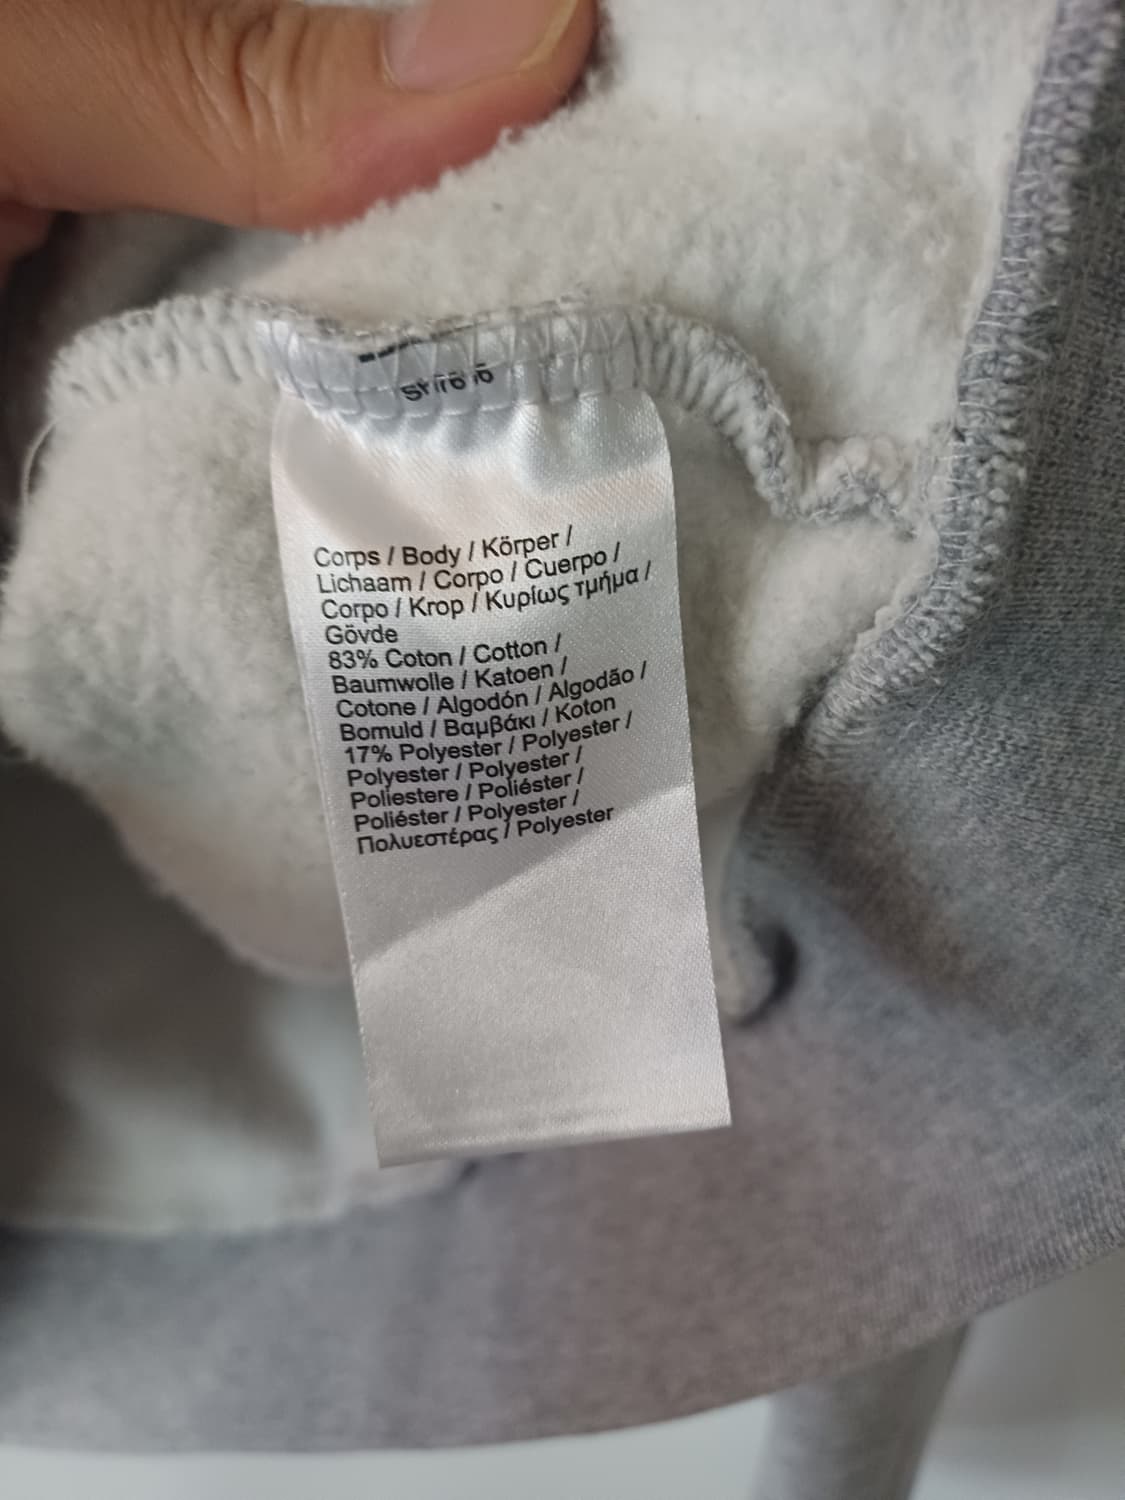 Corps / Body / Körper /
Lichaam / Corpo / Cuerpo /
Corpo / Krop / Κυρίως τμήμα /
Gövde
83% Coton / Cotton /
Baumwolle / Katoen /
Cotone / Algodón / Algodão /
Bomuld / Βαμβάκι / Koton
17% Polyester / Polyester /
Polyester / Polyester /
Poliestere / Poliéster /
Poliéster / Polyester /
Πολυεστέρας / Polyester